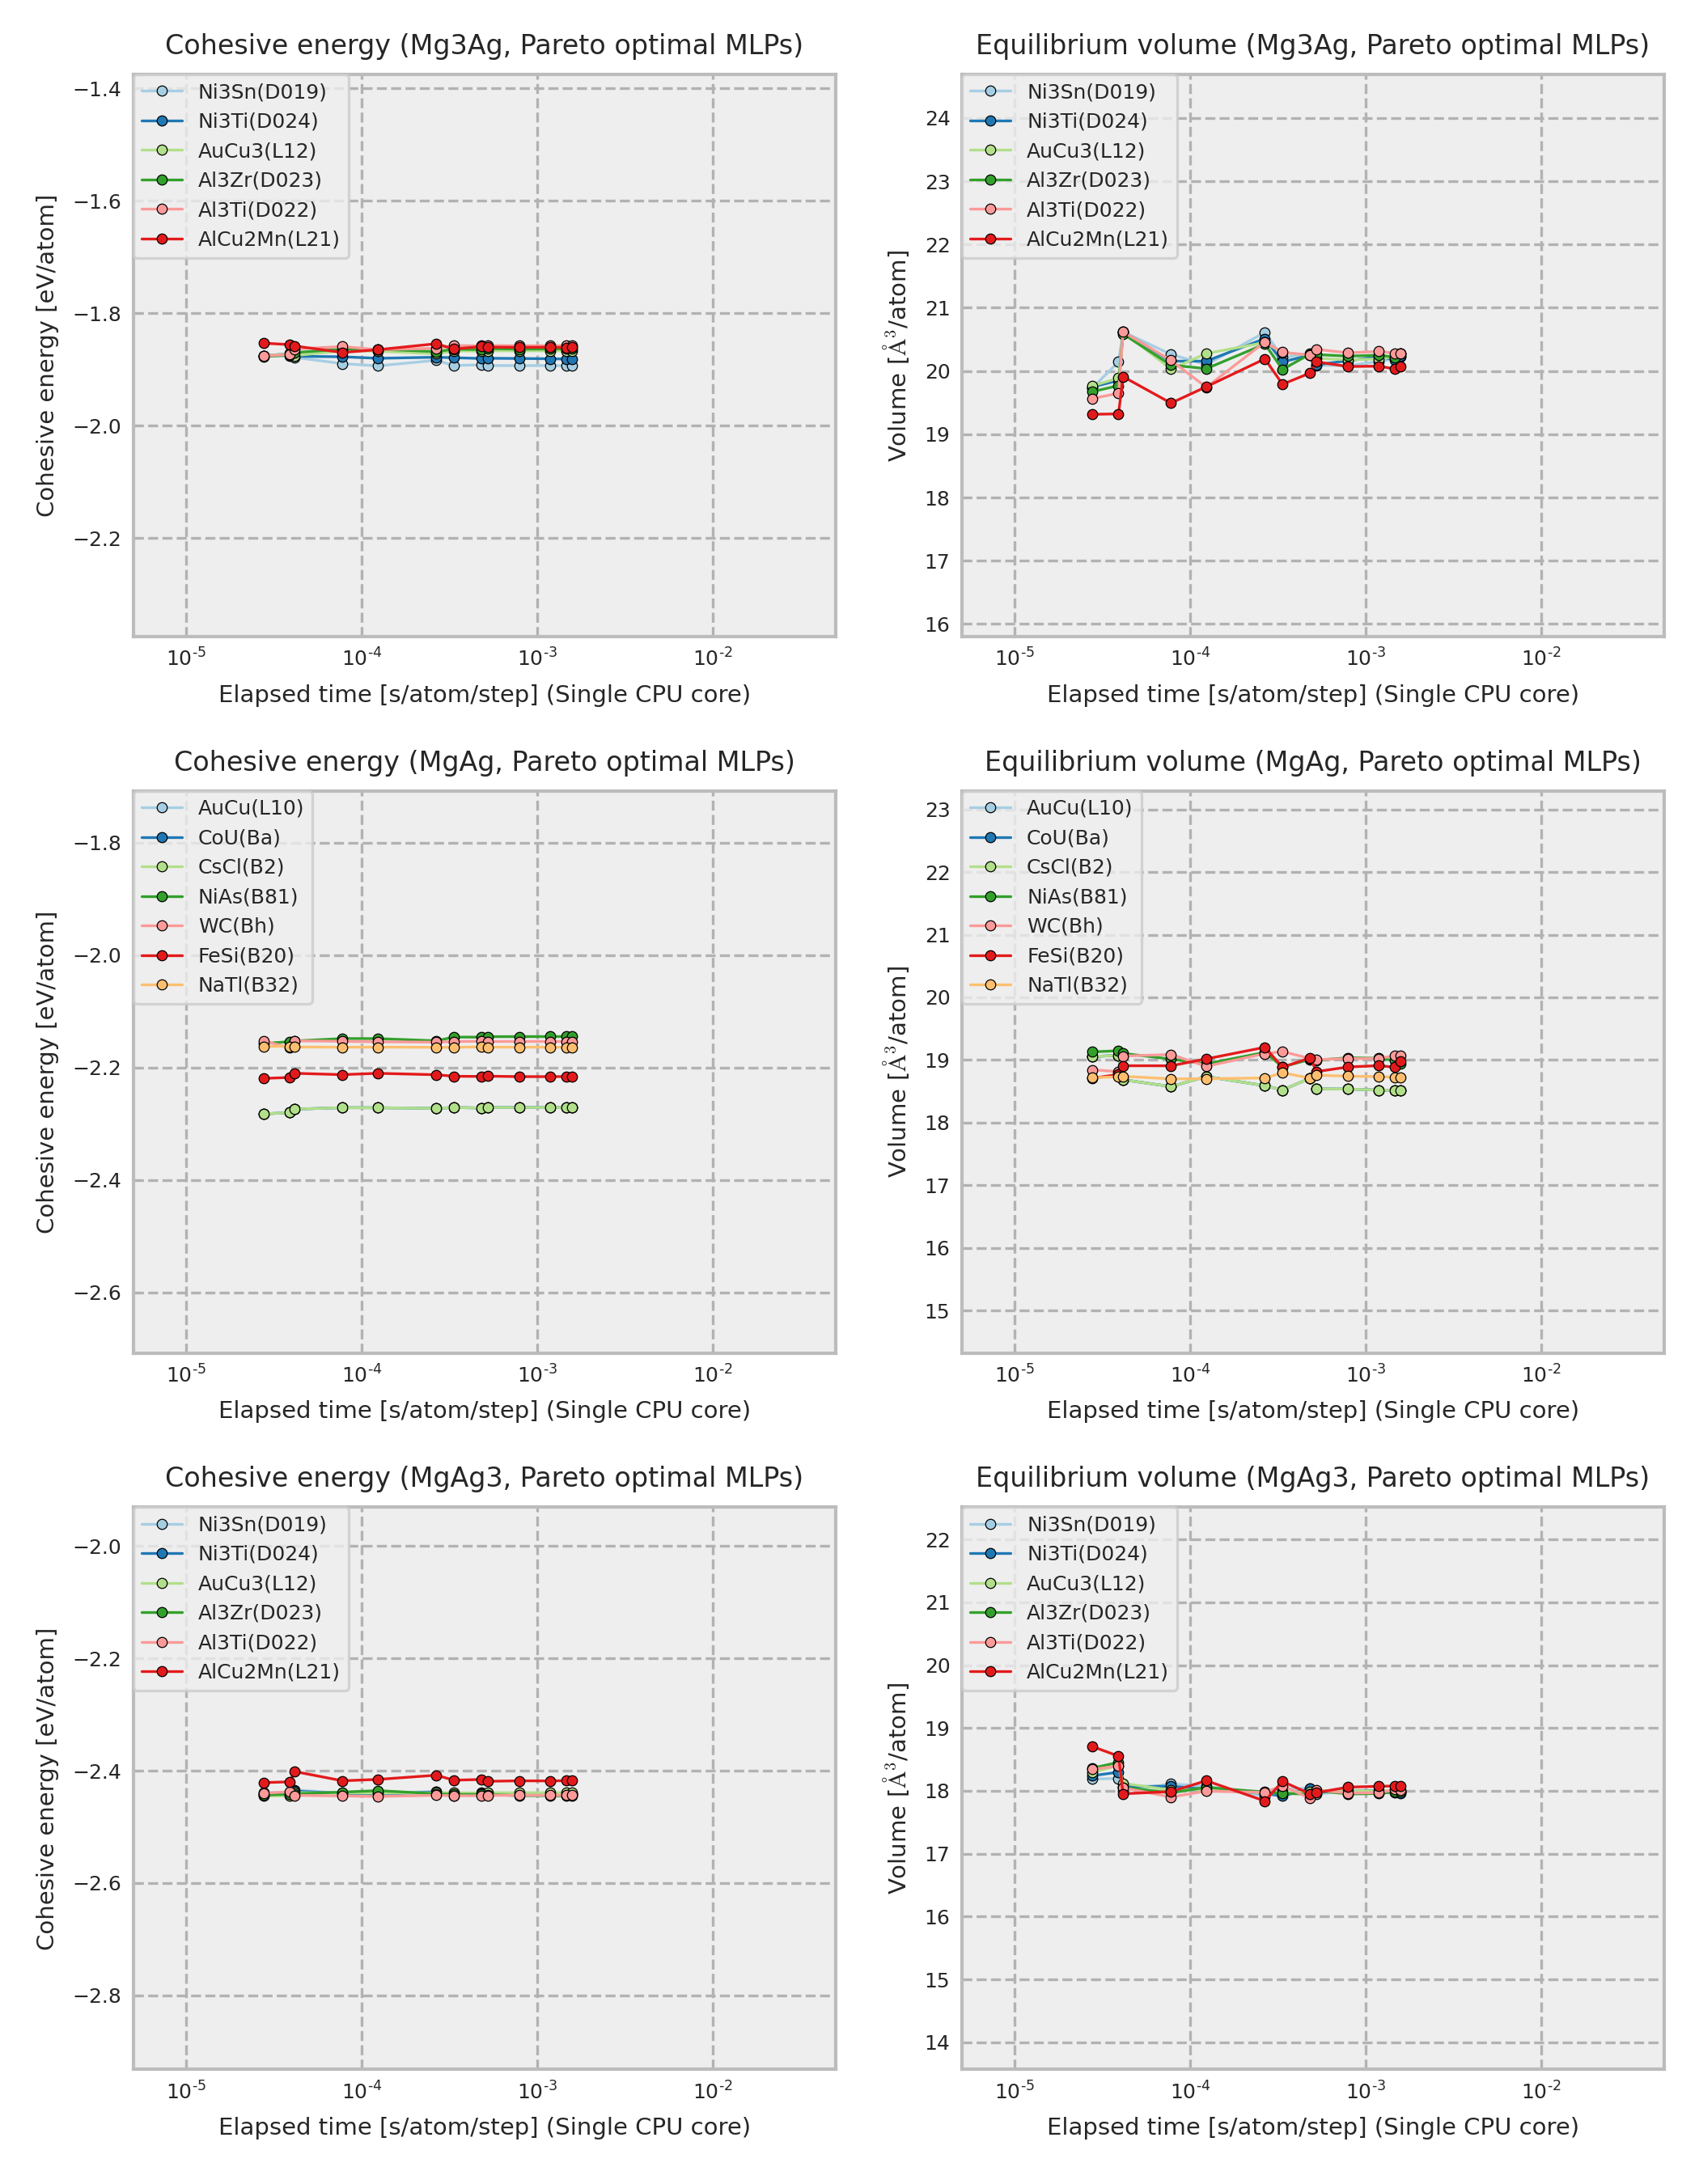 Cohesive energy (Mg3Ag, Pareto optimal MLPs)
−1.4
−1.6
−1.8
−2.0
−2.2
Cohesive energy [eV/atom]
Ni3Sn(D019)
Ni3Ti(D024)
AuCu3(L12)
Al3Zr(D023)
Al3Ti(D022)
AlCu2Mn(L21)
10-5 10-4 10-3 10-2
Elapsed time [s/atom/step] (Single CPU core)
Equilibrium volume (Mg3Ag, Pareto optimal MLPs)
24
23
22
21
20
19
18
17
16
Volume [Å3/atom]
Ni3Sn(D019)
Ni3Ti(D024)
AuCu3(L12)
Al3Zr(D023)
Al3Ti(D022)
AlCu2Mn(L21)
10-5 10-4 10-3 10-2
Elapsed time [s/atom/step] (Single CPU core)
Cohesive energy (MgAg, Pareto optimal MLPs)
−1.8
−2.0
−2.2
−2.4
−2.6
Cohesive energy [eV/atom]
AuCu(L10)
CoU(Ba)
CsCl(B2)
NiAs(B81)
WC(Bh)
FeSi(B20)
NaTl(B32)
10-5 10-4 10-3 10-2
Elapsed time [s/atom/step] (Single CPU core)
Equilibrium volume (MgAg, Pareto optimal MLPs)
23
22
21
20
19
18
17
16
15
Volume [Å3/atom]
AuCu(L10)
CoU(Ba)
CsCl(B2)
NiAs(B81)
WC(Bh)
FeSi(B20)
NaTl(B32)
10-5 10-4 10-3 10-2
Elapsed time [s/atom/step] (Single CPU core)
Cohesive energy (MgAg3, Pareto optimal MLPs)
−2.0
−2.2
−2.4
−2.6
−2.8
Cohesive energy [eV/atom]
Ni3Sn(D019)
Ni3Ti(D024)
AuCu3(L12)
Al3Zr(D023)
Al3Ti(D022)
AlCu2Mn(L21)
10-5 10-4 10-3 10-2
Elapsed time [s/atom/step] (Single CPU core)
Equilibrium volume (MgAg3, Pareto optimal MLPs)
22
21
20
19
18
17
16
15
14
Volume [Å3/atom]
Ni3Sn(D019)
Ni3Ti(D024)
AuCu3(L12)
Al3Zr(D023)
Al3Ti(D022)
AlCu2Mn(L21)
10-5 10-4 10-3 10-2
Elapsed time [s/atom/step] (Single CPU core)